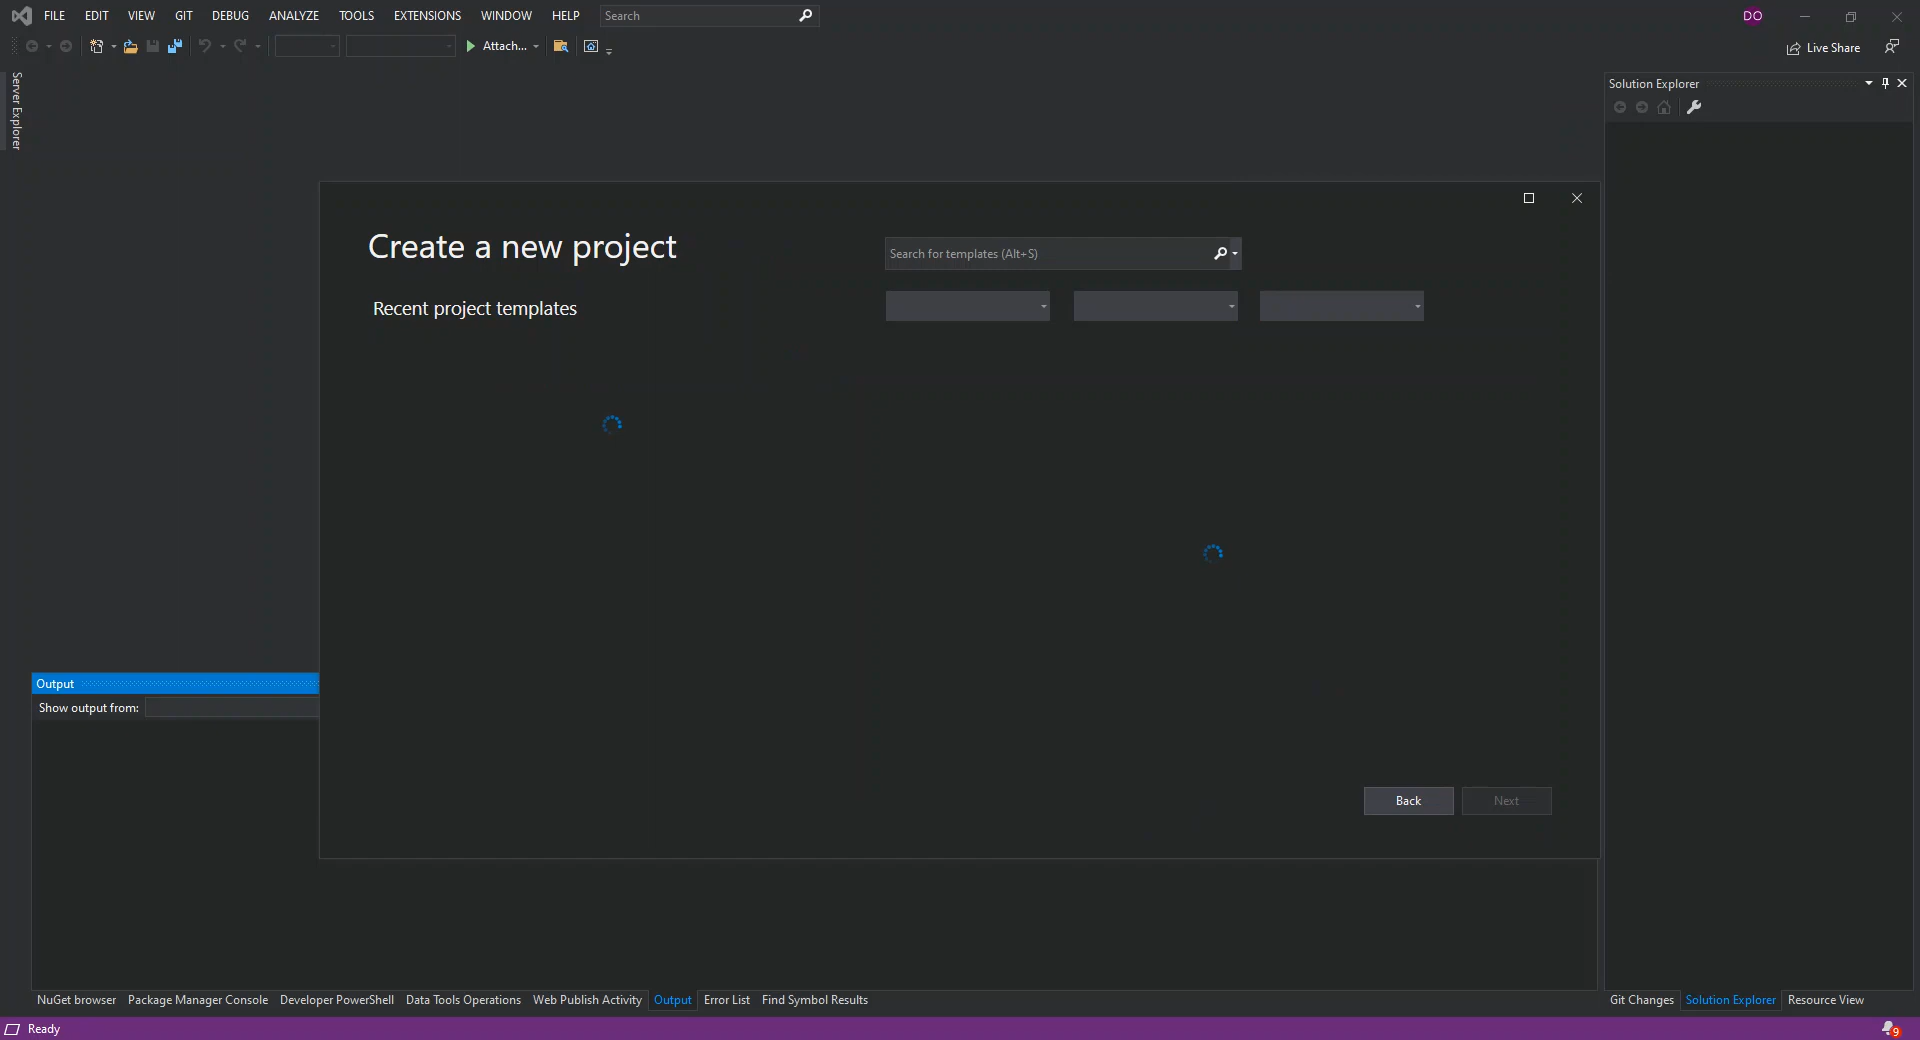 FILE EDIT VIEW GIT DEBUG ANALYZE TOOLS EXTENSIONS WINDOW HELP Search DO
Attach... Live Share
Server Explorer
Solution Explorer
Create a new project
Search for templates (Alt+S)
Recent project templates
Output
Show output from:
Back Next
NuGet browser Package Manager Console Developer PowerShell Data Tools Operations Web Publish Activity Output Error List Find Symbol Results Git Changes Solution Explorer Resource View
Ready 9